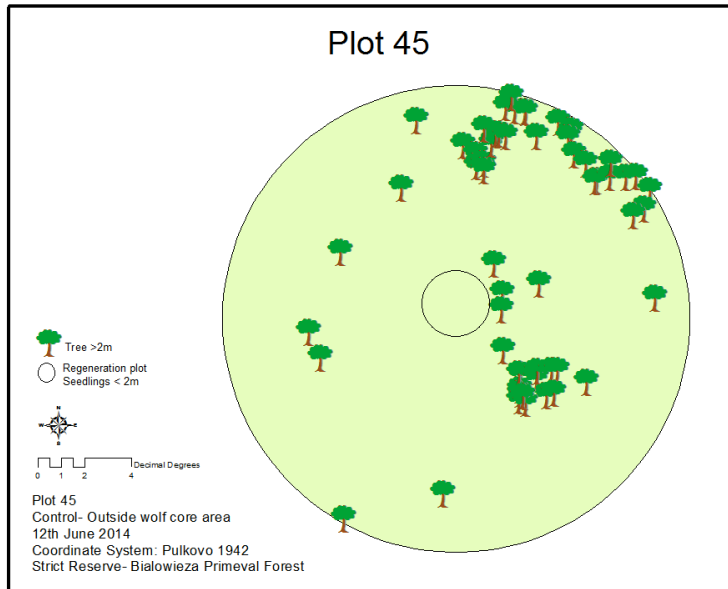 Plot 45
Tree >2m
Regeneration plot
Seedlings < 2m
N
W E
S
Decimal Degrees
0 1 2 4
Plot 45
Control- Outside wolf core area
12th June 2014
Coordinate System: Pulkovo 1942
Strict Reserve- Bialowieza Primeval Forest